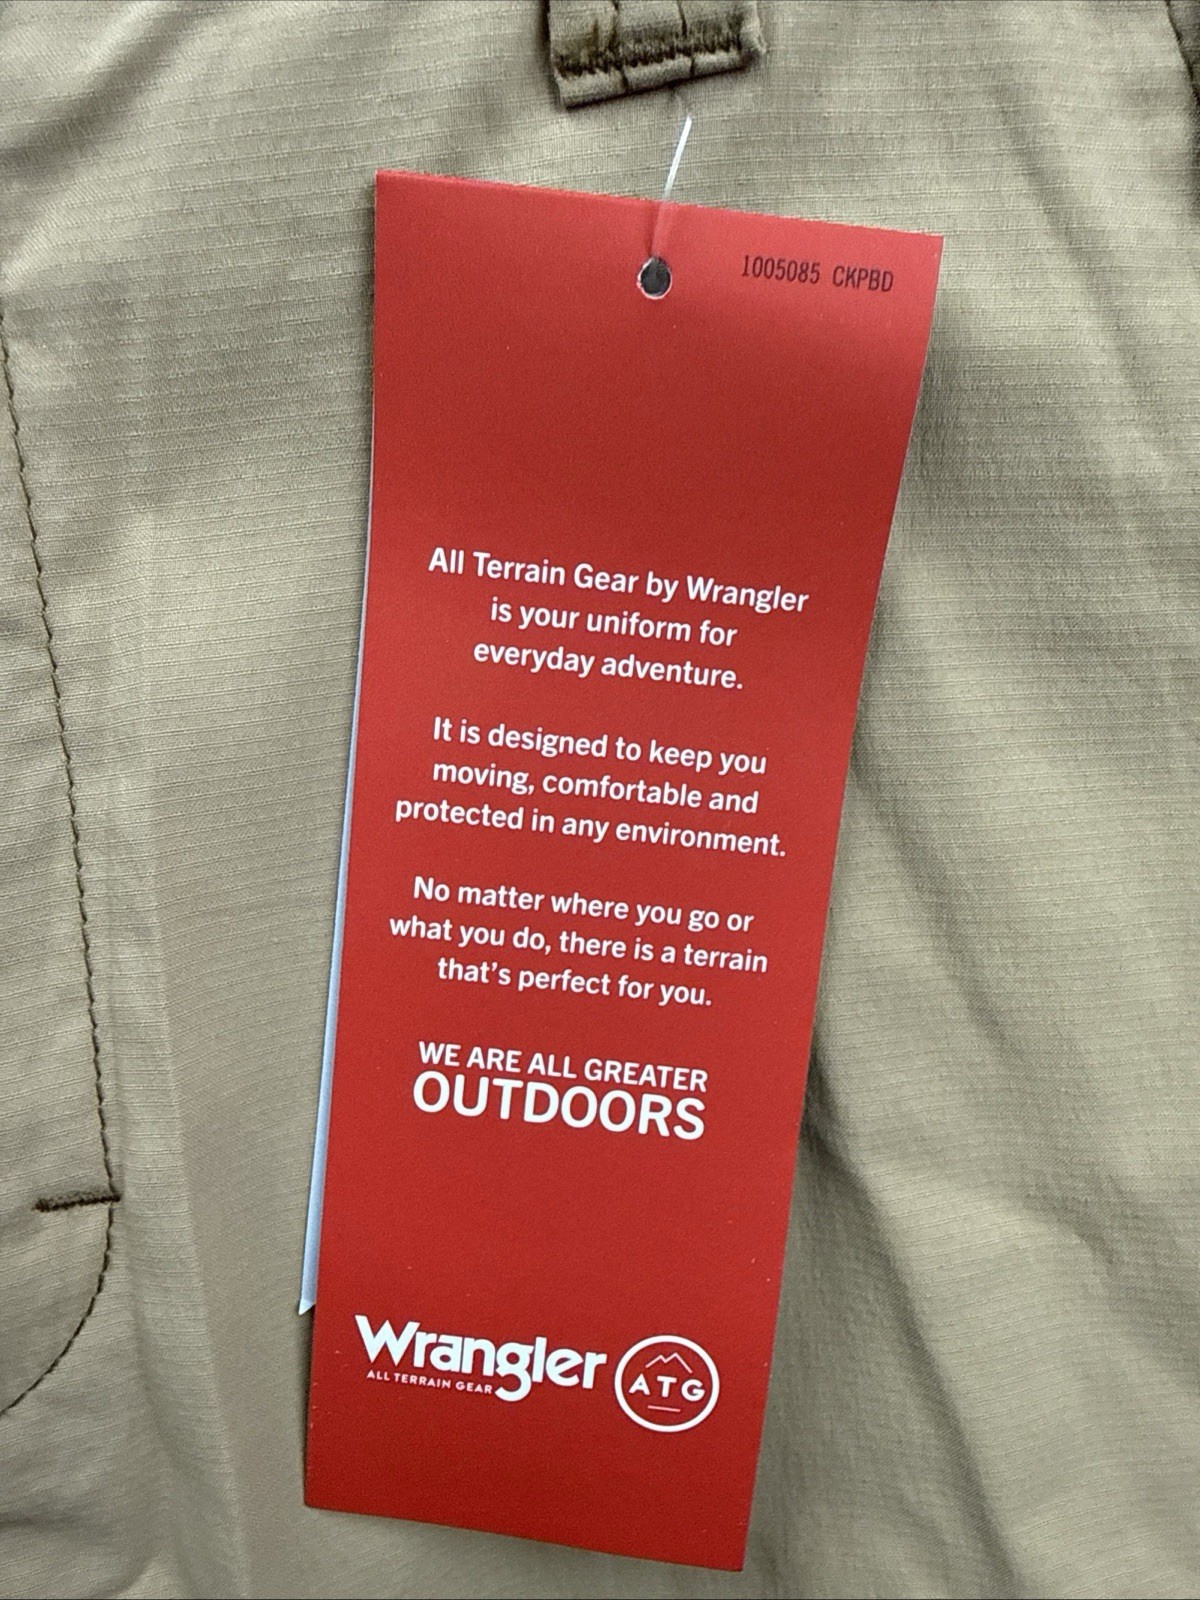 1005085 CKPBD
All Terrain Gear by Wrangler
is your uniform for
everyday adventure.
It is designed to keep you
moving, comfortable and
protected in any environment.
No matter where you go or
what you do, there is a terrain
that's perfect for you.
WE ARE ALL GREATER
OUTDOORS
Wrangler
ALL TERRAIN GEAR
ATG